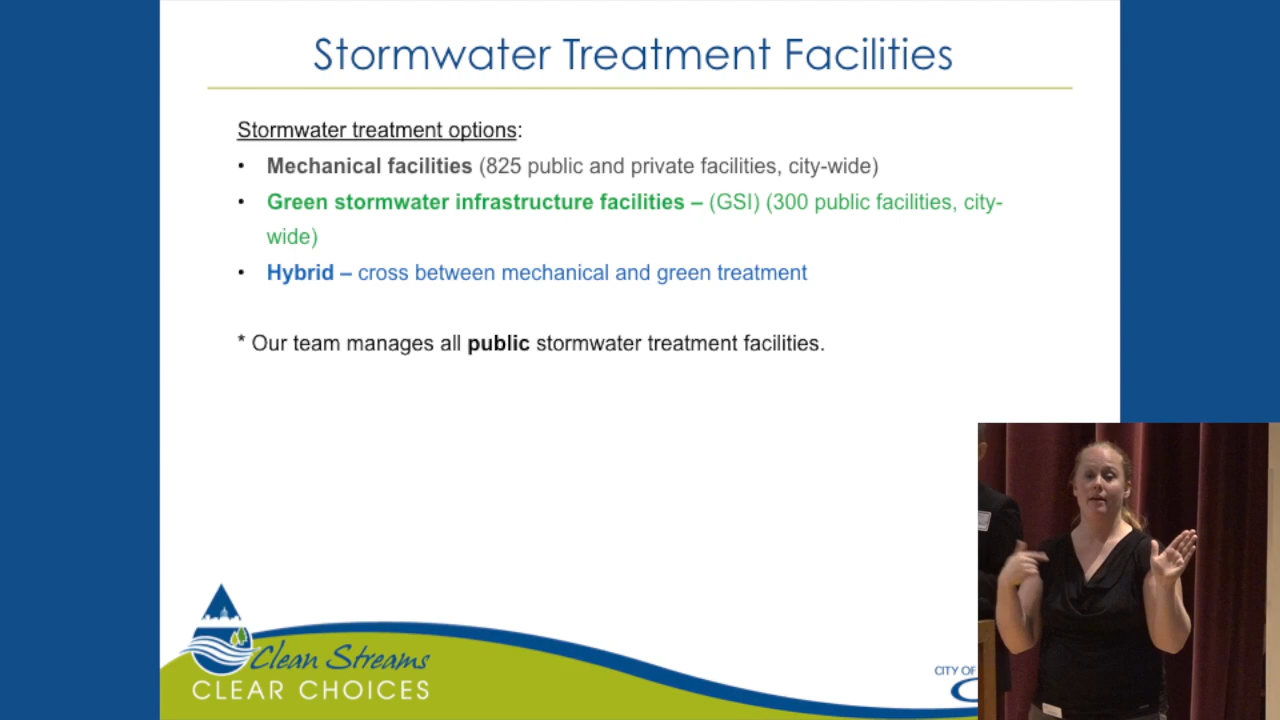 Stormwater Treatment Facilities
Stormwater treatment options:
• Mechanical facilities (825 public and private facilities, city-wide)
• Green stormwater infrastructure facilities – (GSI) (300 public facilities, city-
wide)
• Hybrid – cross between mechanical and green treatment
* Our team manages all public stormwater treatment facilities.
Clean Streams
CLEAR CHOICES
CITY OF